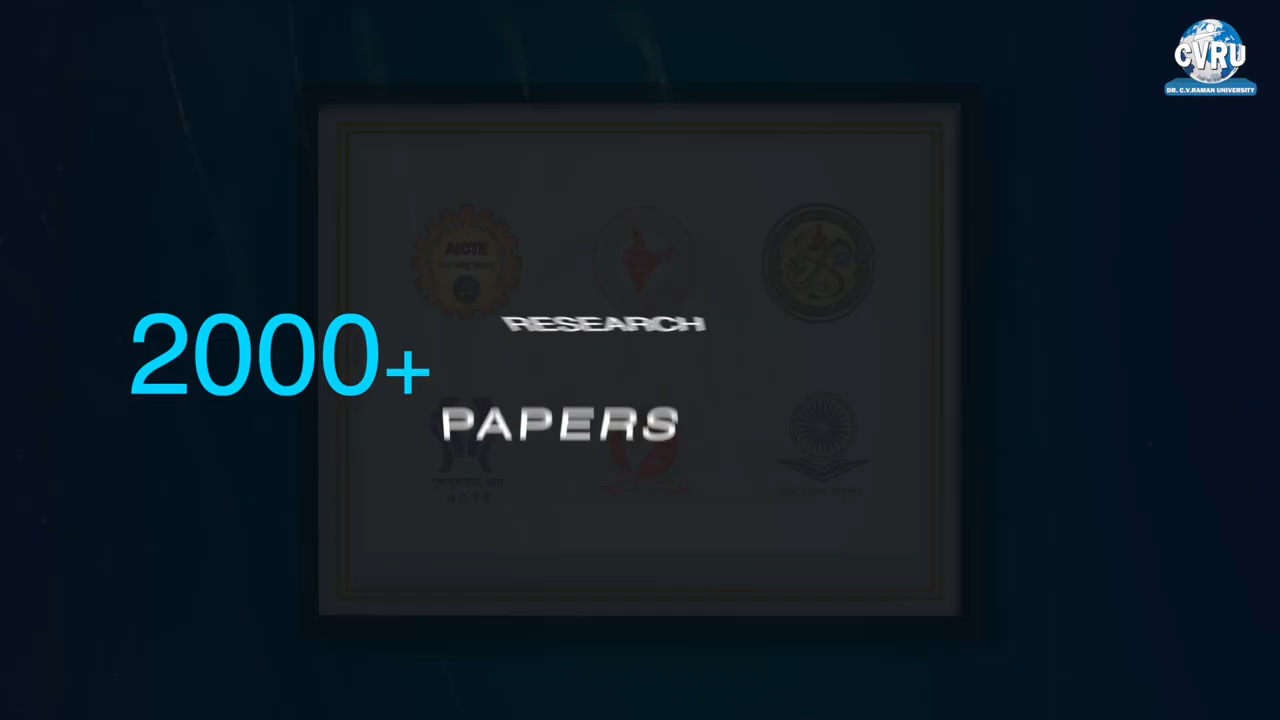 CVRU
DR. C.V.RAMAN UNIVERSITY
AICTE
RESEARCH
2000+
PAPERS
NCTE